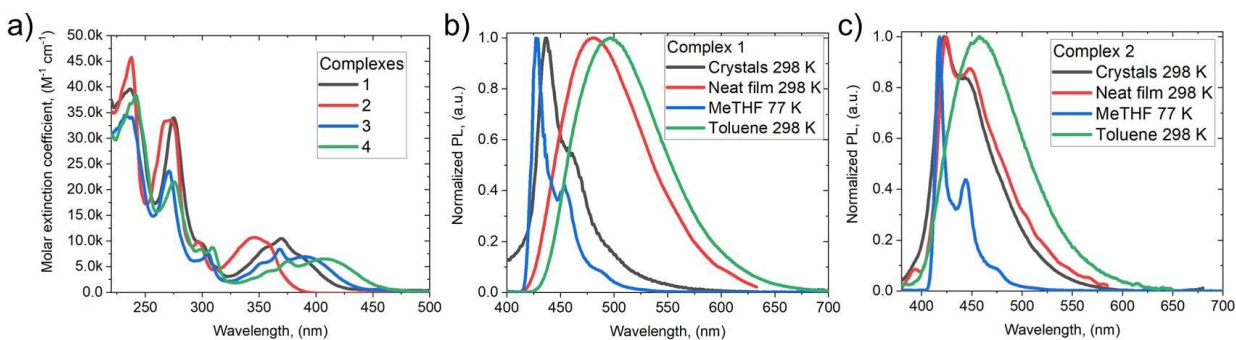 a)
Molar extinction coefficient, (M⁻¹ cm⁻¹)
50.0k
45.0k
40.0k
35.0k
30.0k
25.0k
20.0k
15.0k
10.0k
5.0k
0.0
Complexes
1
2
3
4
250 300 350 400 450 500
Wavelength, (nm)
b)
Normalized PL, (a.u.)
1.0
0.8
0.6
0.4
0.2
0.0
Complex 1
Crystals 298 K
Neat film 298 K
MeTHF 77 K
Toluene 298 K
400 450 500 550 600 650 700
Wavelength, (nm)
c)
Normalized PL, (a.u.)
1.0
0.8
0.6
0.4
0.2
0.0
Complex 2
Crystals 298 K
Neat film 298 K
MeTHF 77 K
Toluene 298 K
400 450 500 550 600 650 700
Wavelength, (nm)